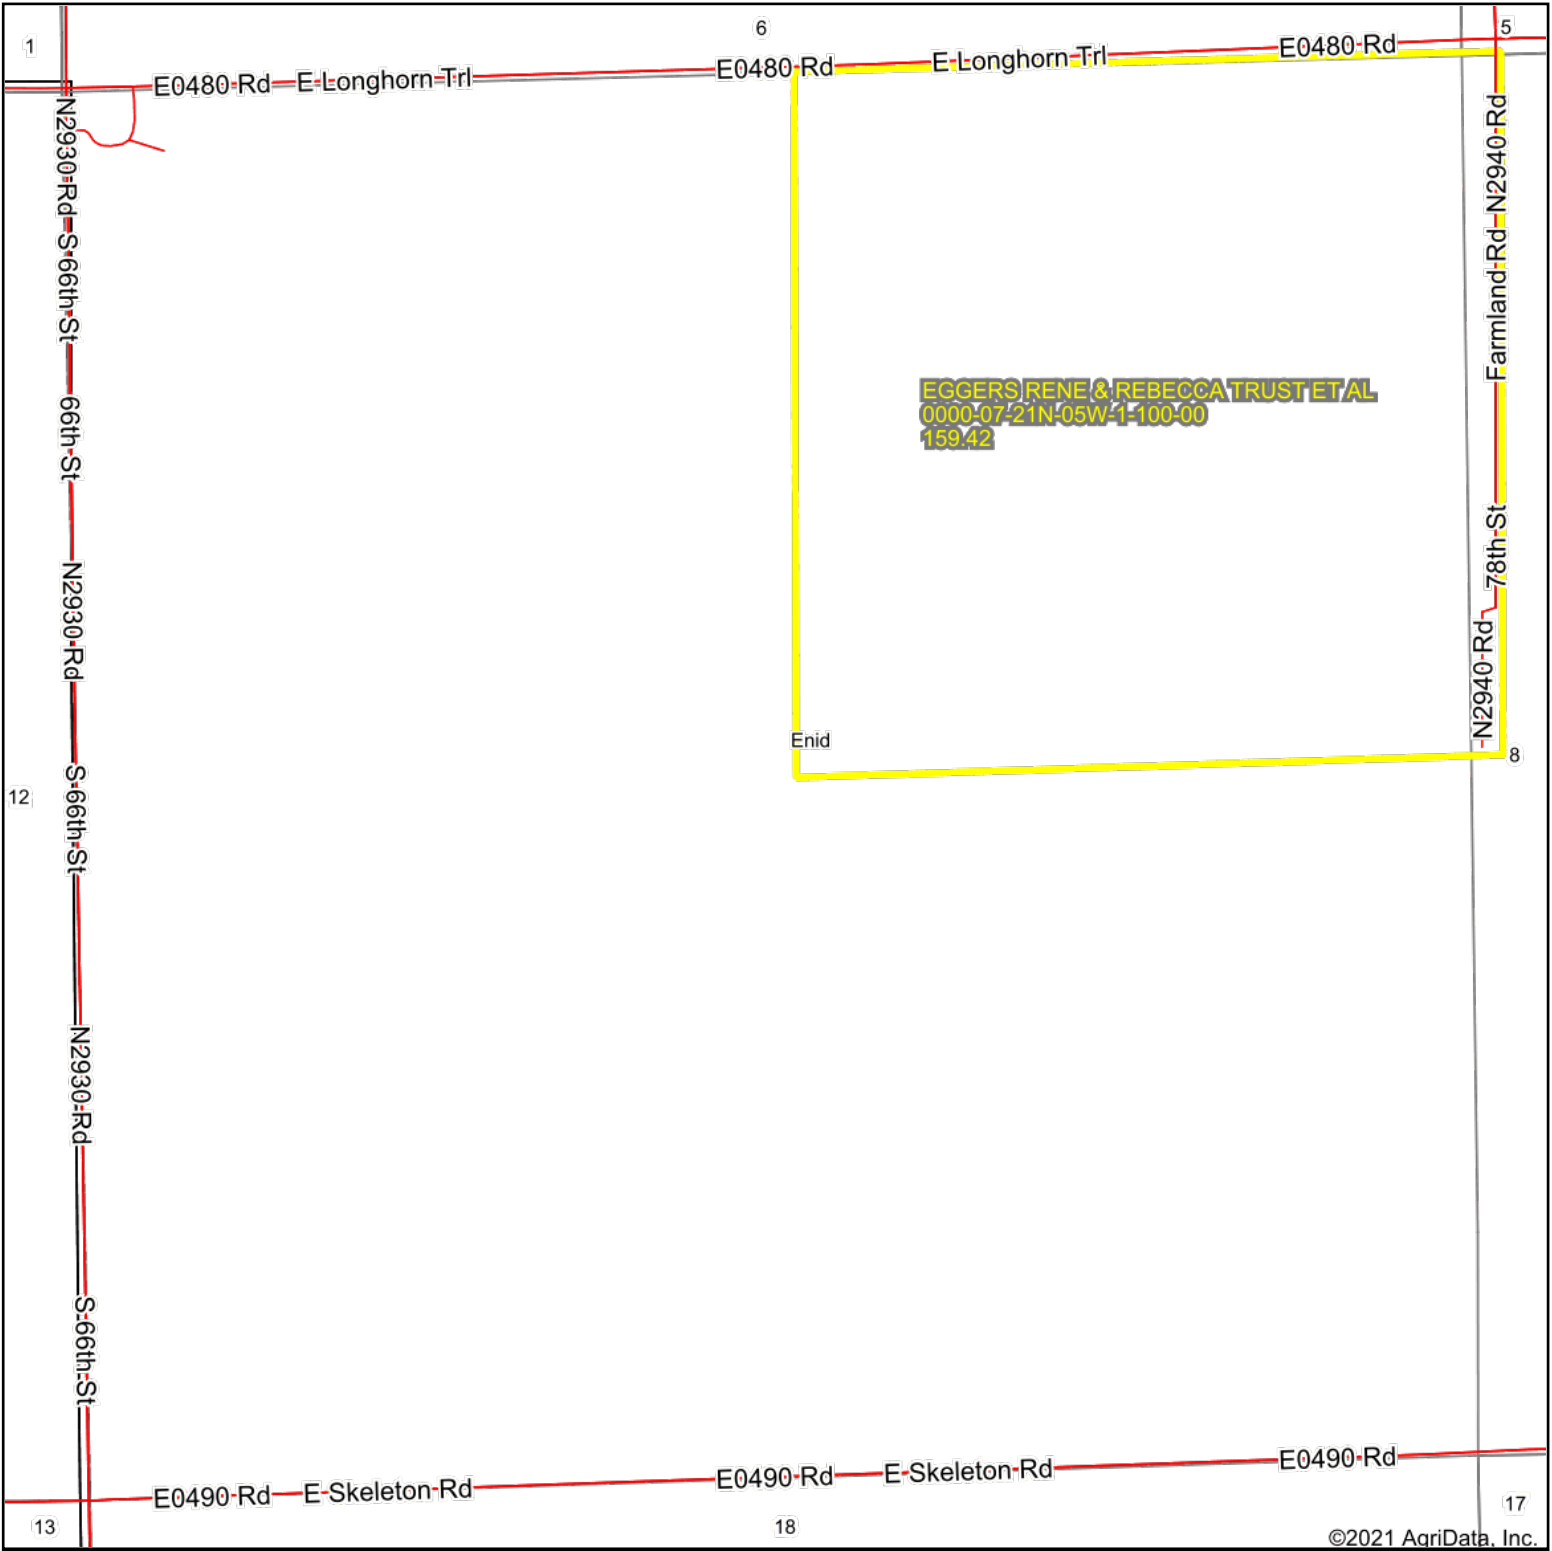 6
5
1
E0480 Rd
E Longhorn Trl
E0480 Rd
E Longhorn Trl
E0480 Rd
N2930 Rd
S 66th St
66th St
N2930 Rd
S 66th St
N2930 Rd
S 66th St
N2940 Rd
Farmland Rd
78th St
N2940 Rd
EGGERS RENE & REBECCA TRUST ET AL
0000-07-21N-05W-1-100-00
159.42
Enid
8
12
E0490 Rd
E Skeleton Rd
E0490 Rd
E Skeleton Rd
E0490 Rd
13
18
17
©2021 AgriData, Inc.